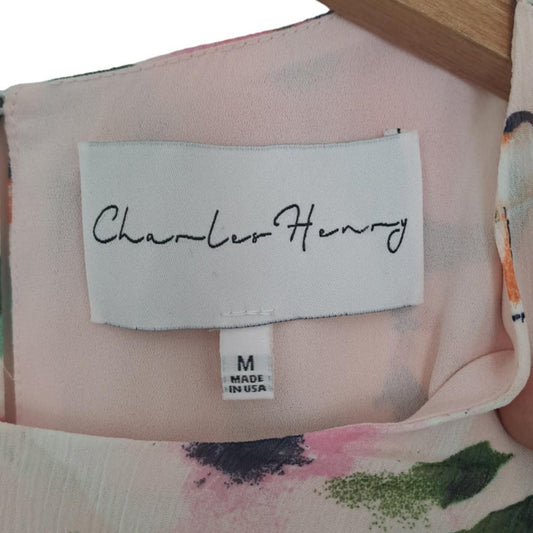 Charles Henry
M
MADE
IN USA